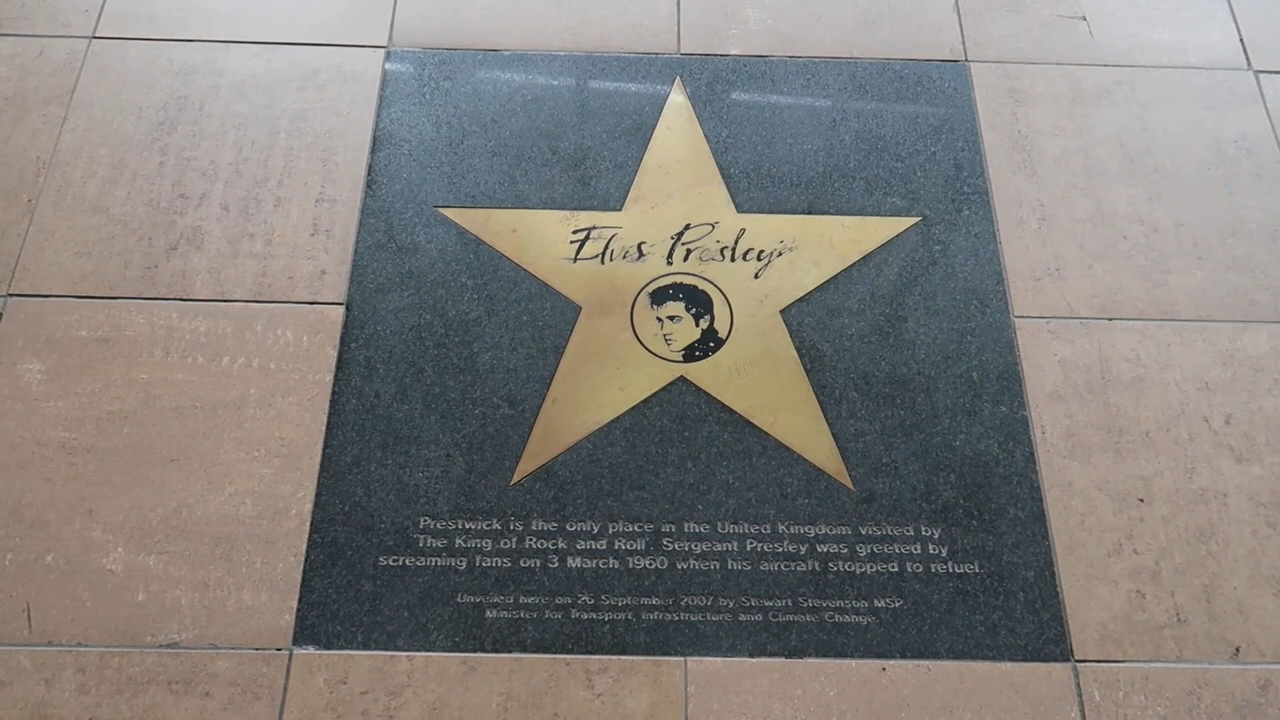 Elvis Presley
Prestwick is the only place in the United Kingdom visited by
'The King of Rock and Roll'. Sergeant Presley was greeted by
screaming fans on 3 March 1960 when his aircraft stopped to refuel.
Unveiled here on 26 September 2007 by Stewart Stevenson MSP,
Minister for Transport, Infrastructure and Climate Change.